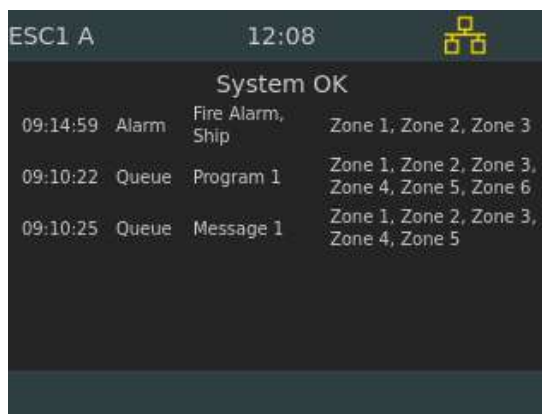 ESC1 A 12:08
System OK
09:14:59 Alarm Fire Alarm, Ship Zone 1, Zone 2, Zone 3
09:10:22 Queue Program 1 Zone 1, Zone 2, Zone 3, Zone 4, Zone 5, Zone 6
09:10:25 Queue Message 1 Zone 1, Zone 2, Zone 3, Zone 4, Zone 5